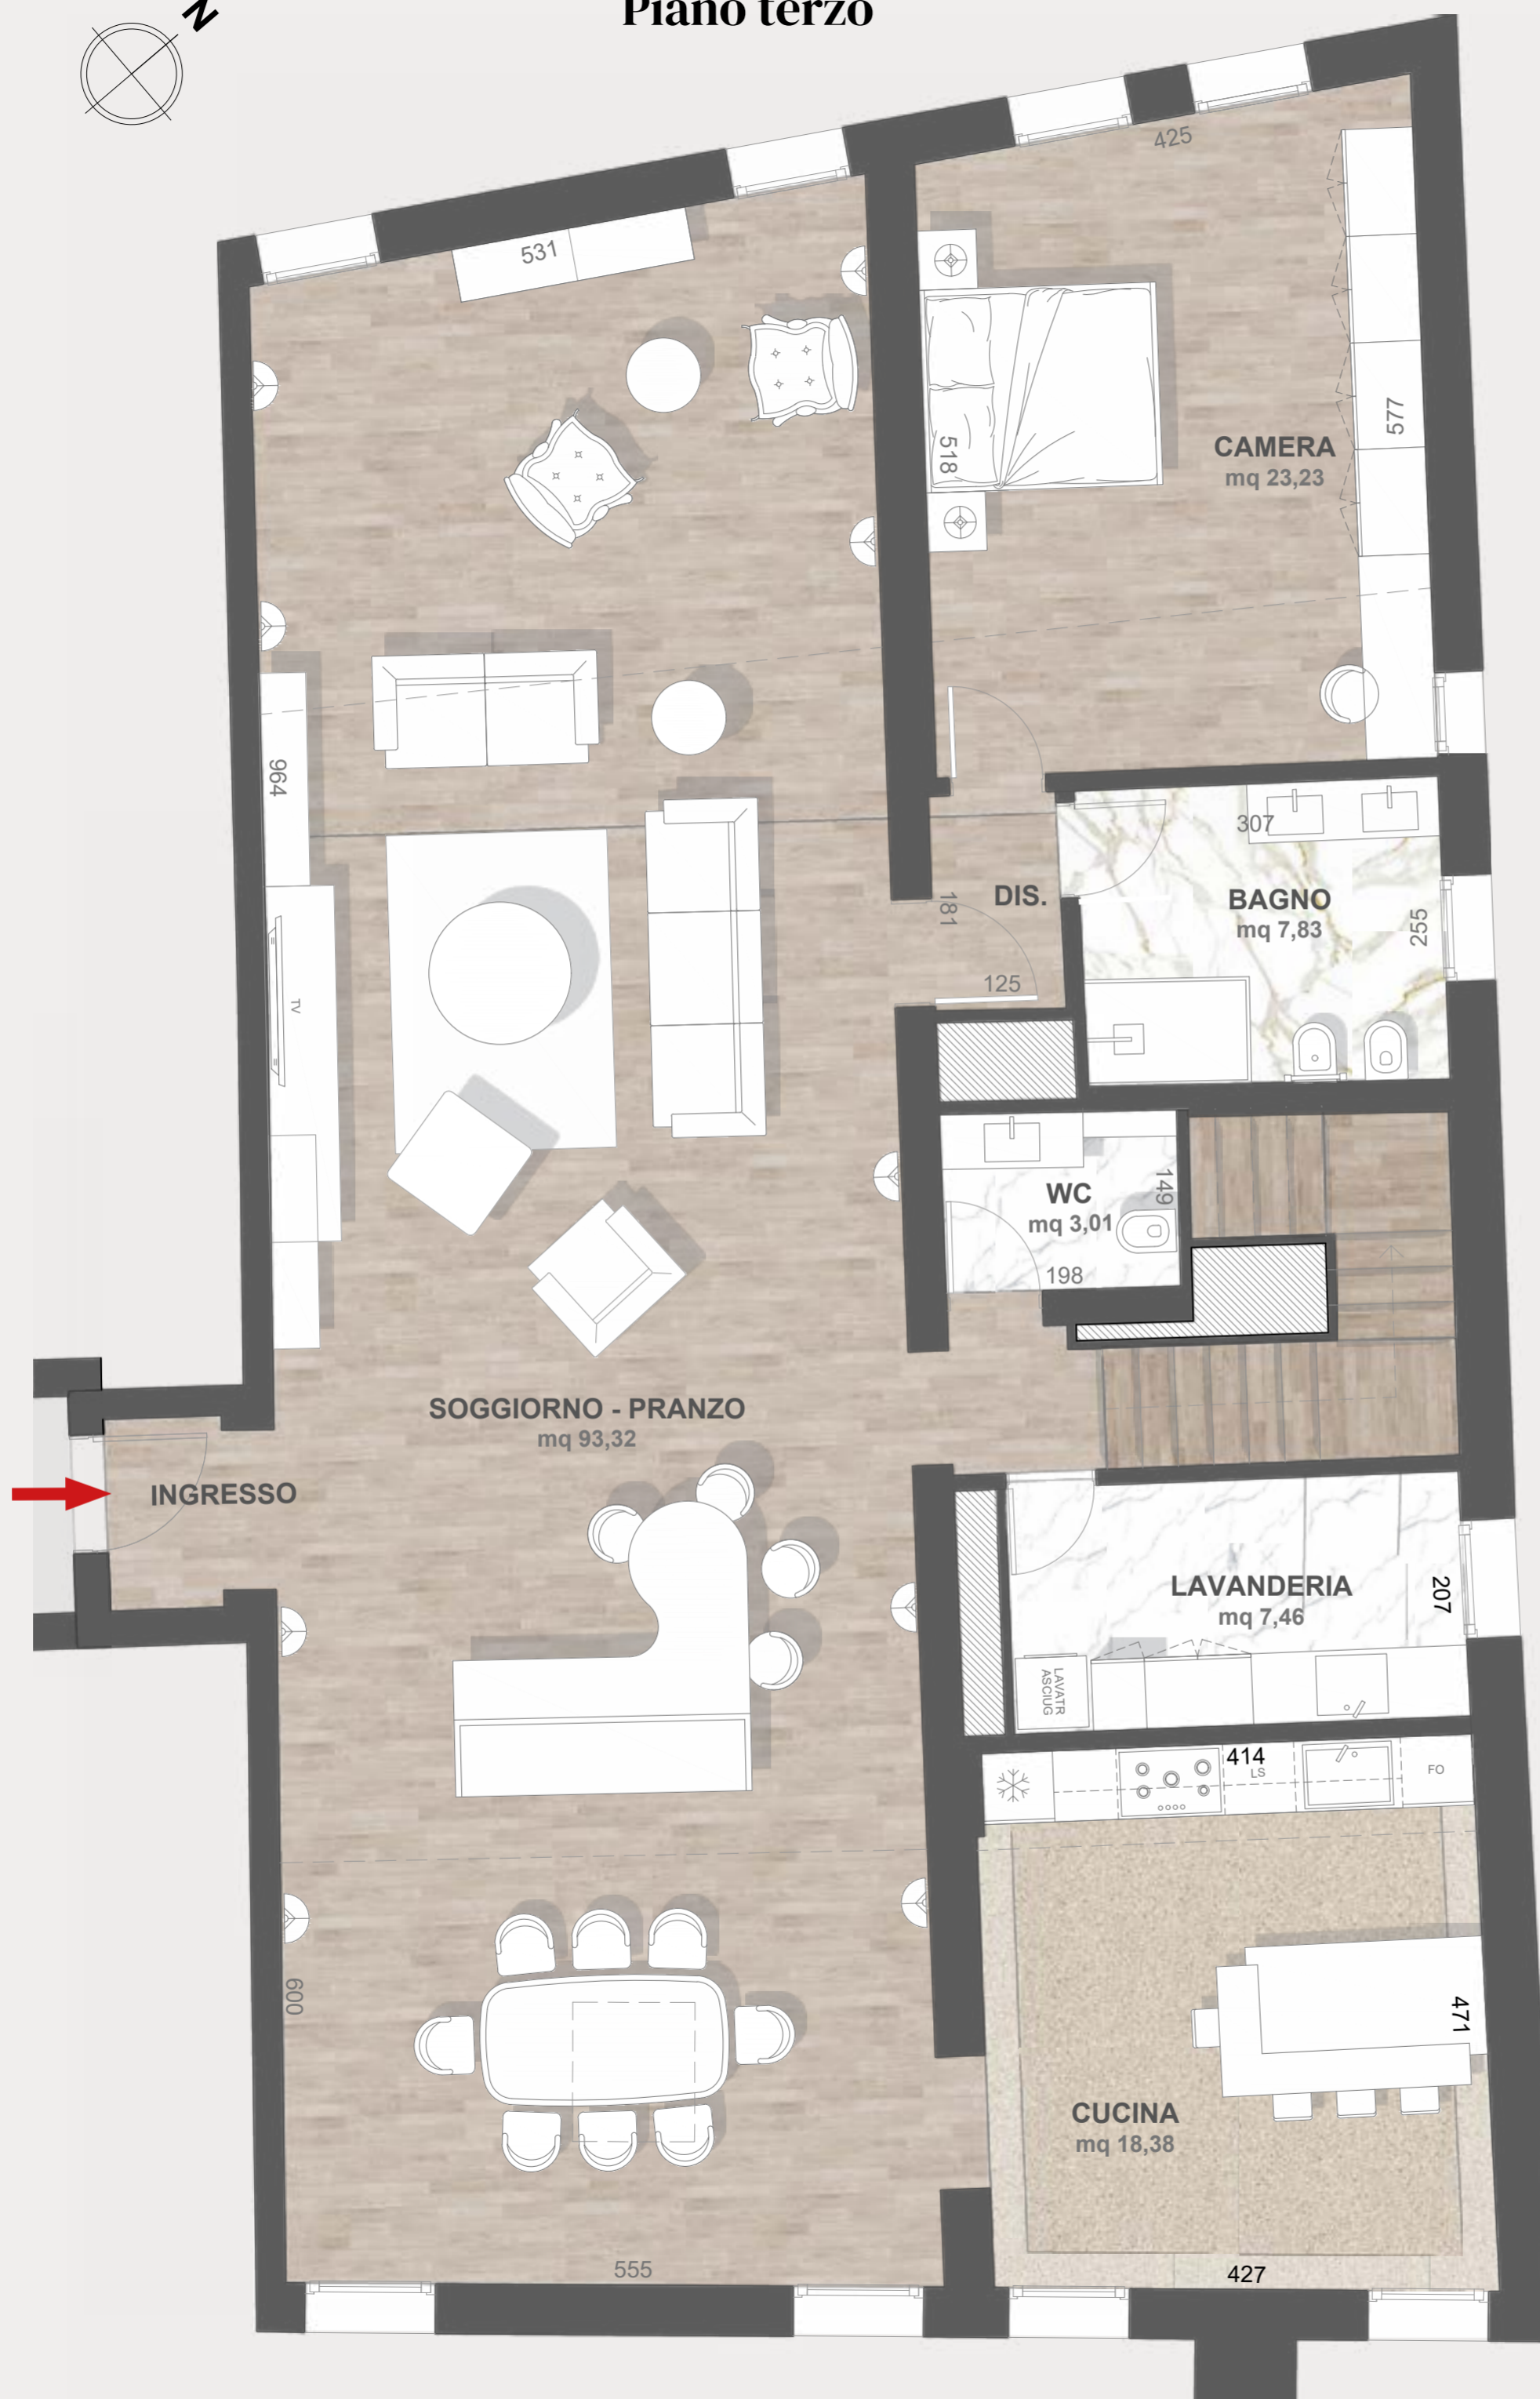 Piano terzo
N
425
531
577
CAMERA
mq 23,23
518
964
307
DIS.
181
BAGNO
mq 7,83
255
125
TV
WC
mq 3,01
149
198
SOGGIORNO - PRANZO
mq 93,32
INGRESSO
LAVANDERIA
mq 7,46
207
LAVATR
ASCIUG
414
LS
FO
600
471
CUCINA
mq 18,38
555
427